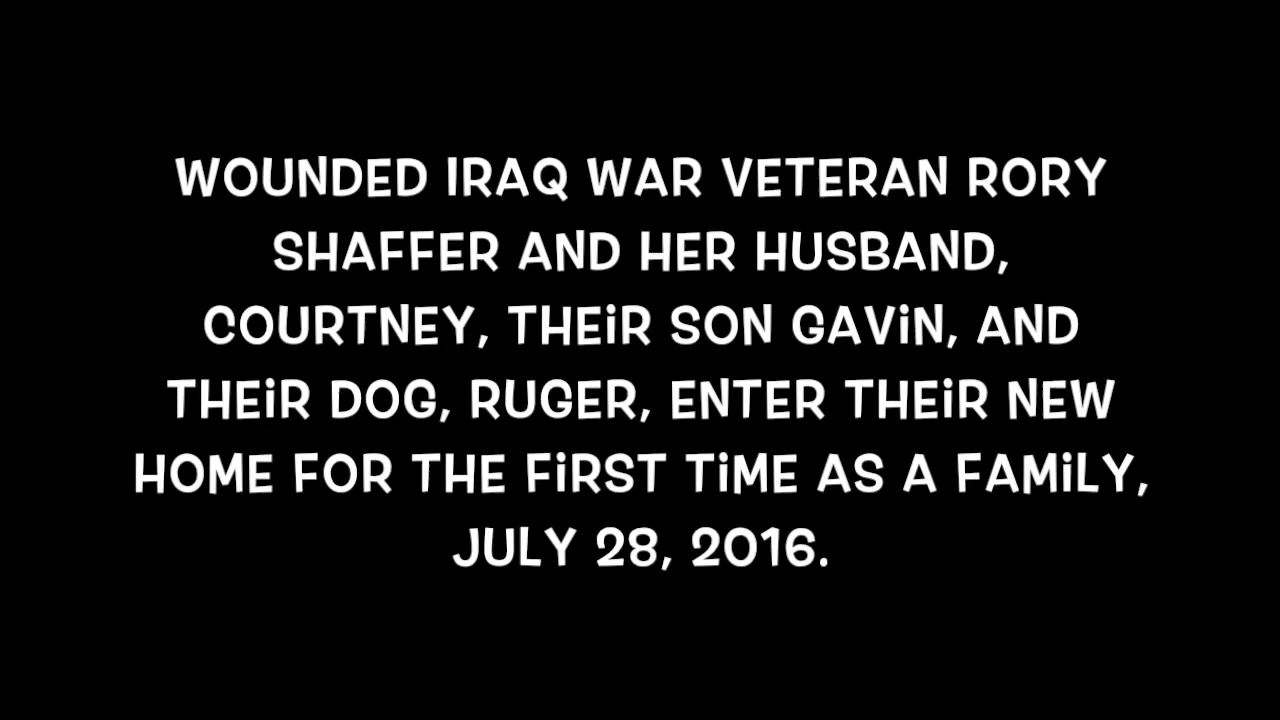 WOUNDED IRAQ WAR VETERAN RORY
SHAFFER AND HER HUSBAND,
COURTNEY, THEiR SON GAViN, AND
THEiR DOG, RUGER, ENTER THEiR NEW
HOME FOR THE FiRST TiME AS A FAMiLY,
JULY 28, 2016.